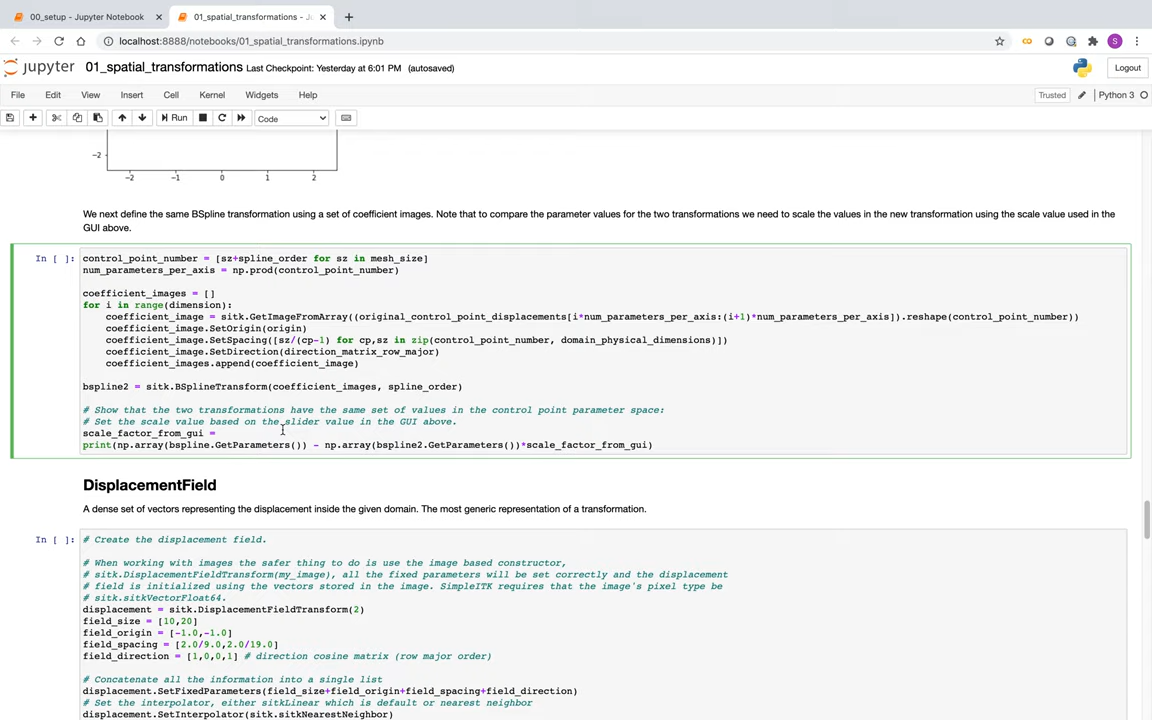 00_setup - Jupyter Notebook
01_spatial_transformations - Ju
localhost:8888/notebooks/01_spatial_transformations.ipynb
S
jupyter 01_spatial_transformations Last Checkpoint: Yesterday at 6:01 PM (autosaved)
Logout
File Edit View Insert Cell Kernel Widgets Help
Trusted Python 3
Run Code
−2
−2 −1 0 1 2
We next define the same BSpline transformation using a set of coefficient images. Note that to compare the parameter values for the two transformations we need to scale the values in the new transformation using the scale value used in the
GUI above.
In [ ]: control_point_number = [sz+spline_order for sz in mesh_size]
num_parameters_per_axis = np.prod(control_point_number)
coefficient_images = []
for i in range(dimension):
coefficient_image = sitk.GetImageFromArray((original_control_point_displacements[i*num_parameters_per_axis:(i+1)*num_parameters_per_axis]).reshape(control_point_number))
coefficient_image.SetOrigin(origin)
coefficient_image.SetSpacing([sz/(cp-1) for cp,sz in zip(control_point_number, domain_physical_dimensions)])
coefficient_image.SetDirection(direction_matrix_row_major)
coefficient_images.append(coefficient_image)
bspline2 = sitk.BSplineTransform(coefficient_images, spline_order)
# Show that the two transformations have the same set of values in the control point parameter space:
# Set the scale value based on the slider value in the GUI above.
scale_factor_from_gui =
print(np.array(bspline.GetParameters()) - np.array(bspline2.GetParameters())*scale_factor_from_gui)
DisplacementField
A dense set of vectors representing the displacement inside the given domain. The most generic representation of a transformation.
In [ ]: # Create the displacement field.
# When working with images the safer thing to do is use the image based constructor,
# sitk.DisplacementFieldTransform(my_image), all the fixed parameters will be set correctly and the displacement
# field is initialized using the vectors stored in the image. SimpleITK requires that the image's pixel type be
# sitk.sitkVectorFloat64.
displacement = sitk.DisplacementFieldTransform(2)
field_size = [10,20]
field_origin = [-1.0,-1.0]
field_spacing = [2.0/9.0,2.0/19.0]
field_direction = [1,0,0,1] # direction cosine matrix (row major order)
# Concatenate all the information into a single list
displacement.SetFixedParameters(field_size+field_origin+field_spacing+field_direction)
# Set the interpolator, either sitkLinear which is default or nearest neighbor
displacement.SetInterpolator(sitk.sitkNearestNeighbor)